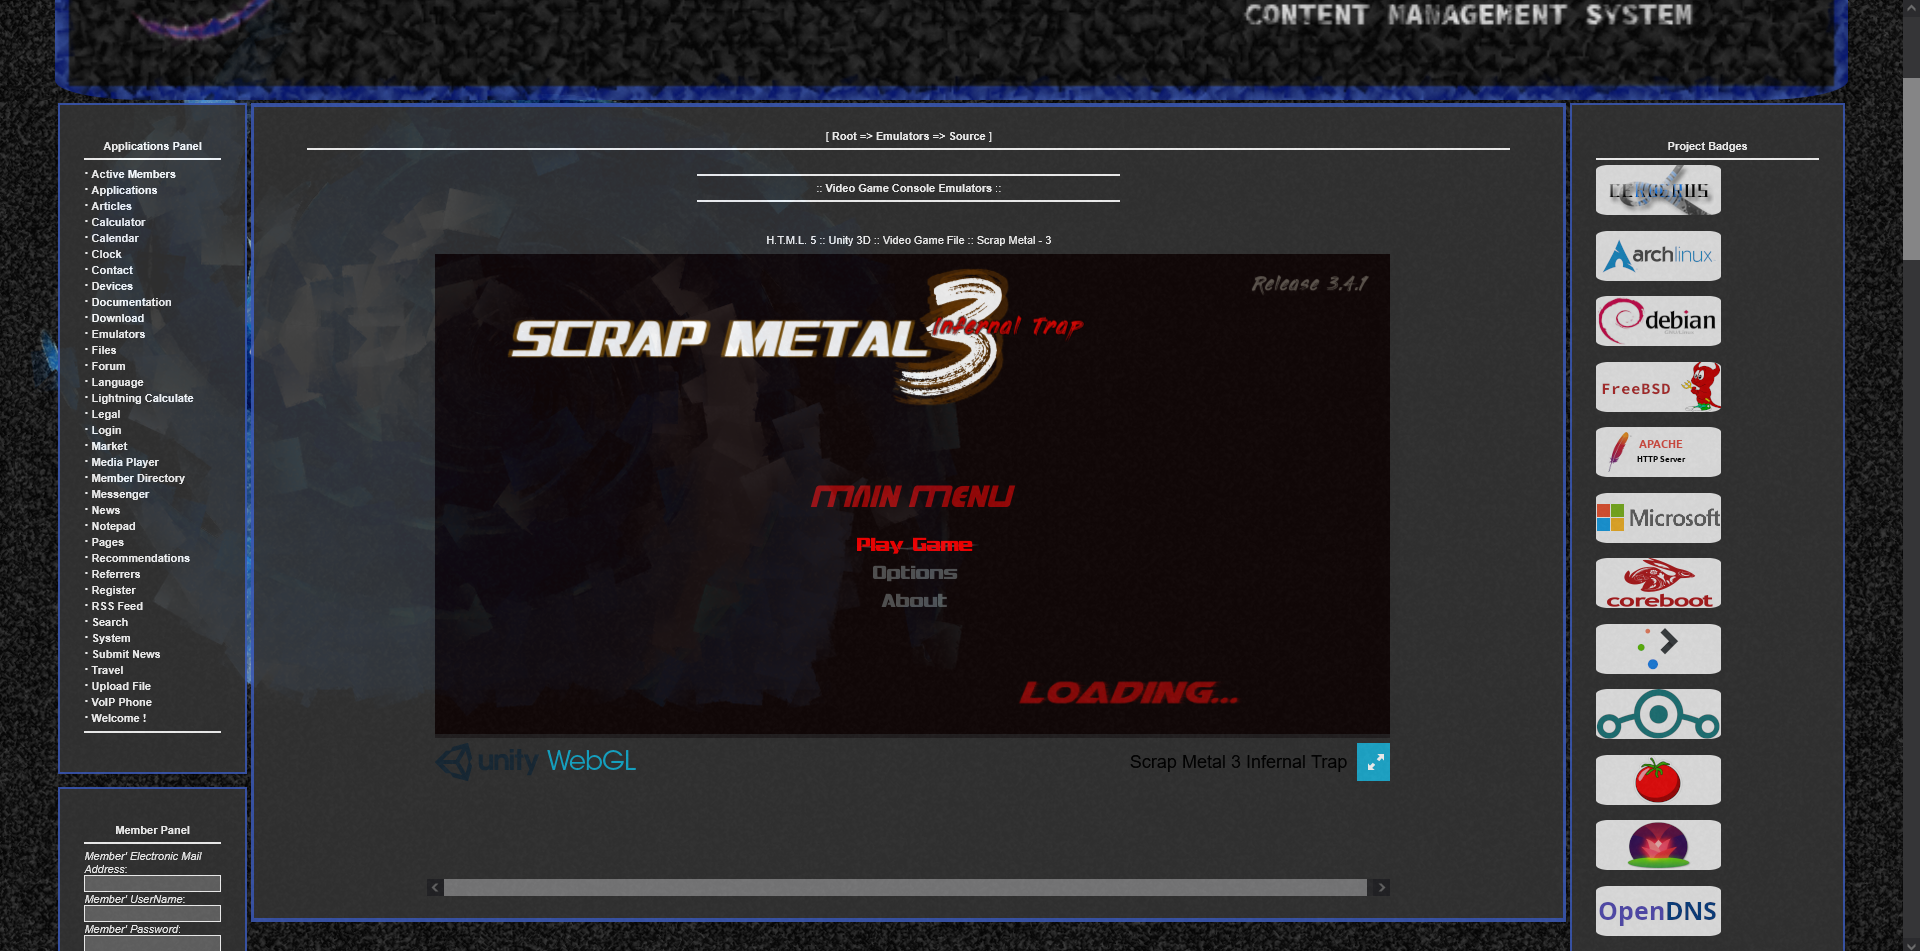 CONTENT MANAGEMENT SYSTEM
Applications Panel
· Active Members
· Applications
· Articles
· Calculator
· Calendar
· Clock
· Contact
· Devices
· Documentation
· Download
· Emulators
· Files
· Forum
· Language
· Lightning Calculate
· Legal
· Login
· Market
· Media Player
· Member Directory
· Messenger
· News
· Notepad
· Pages
· Recommendations
· Referrers
· Register
· RSS Feed
· Search
· System
· Submit News
· Travel
· Upload File
· VoIP Phone
· Welcome !
Member Panel
Member' Electronic Mail
Address:
Member' UserName:
Member' Password:
[ Root => Emulators => Source ]
:: Video Game Console Emulators ::
H.T.M.L. 5 :: Unity 3D :: Video Game File :: Scrap Metal - 3
Release 3.4.1
SCRAP METAL 3
Infernal Trap
MAIN MENU
Play Game
Options
About
LOADING...
unity WebGL
Scrap Metal 3 Infernal Trap
Project Badges
CERBERUS
archlinux
debian
FreeBSD
APACHE
HTTP Server
Microsoft
coreboot
OpenDNS